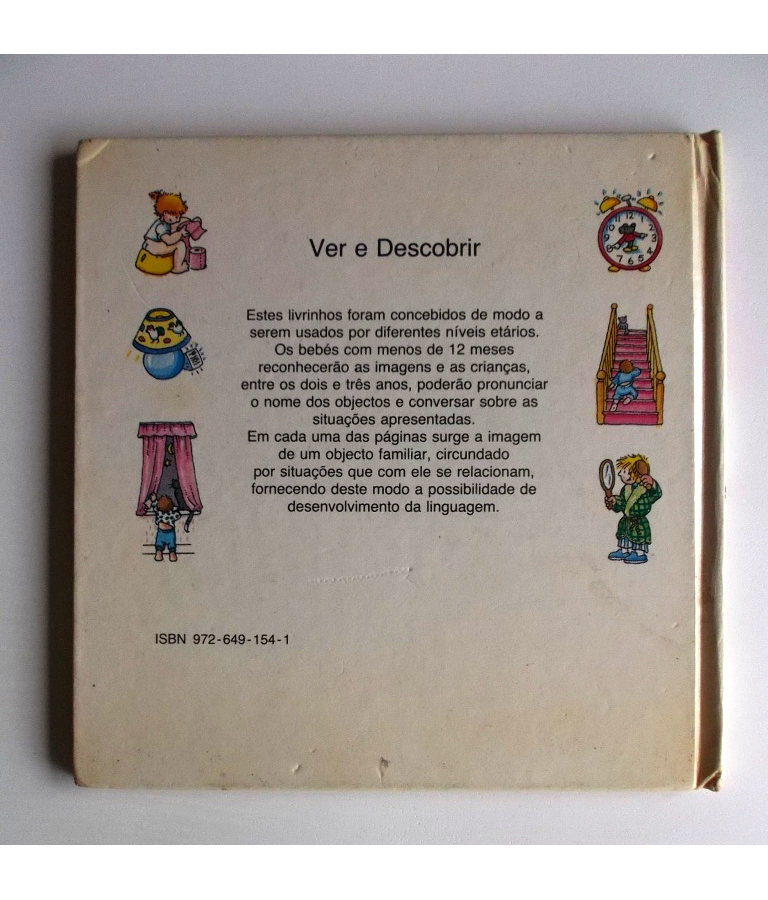 Ver e Descobrir
Estes livrinhos foram concebidos de modo a
serem usados por diferentes níveis etários.
Os bebés com menos de 12 meses
reconhecerão as imagens e as crianças,
entre os dois e três anos, poderão pronunciar
o nome dos objectos e conversar sobre as
situações apresentadas.
Em cada uma das páginas surge a imagem
de um objecto familiar, circundado
por situações que com ele se relacionam,
fornecendo deste modo a possibilidade de
desenvolvimento da linguagem.
ISBN 972-649-154-1